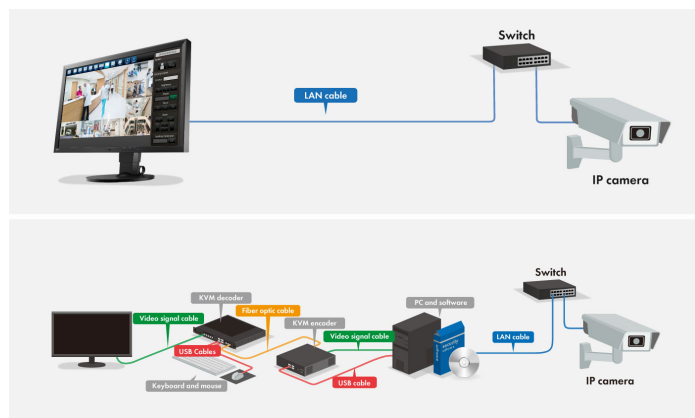 Switch
LAN cable
IP camera
Switch
KVM decoder
PC and software
Fiber optic cable
Video signal cable
KVM encoder
Video signal cable
LAN cable
USB Cables
IP camera
Keyboard and mouse
USB cable